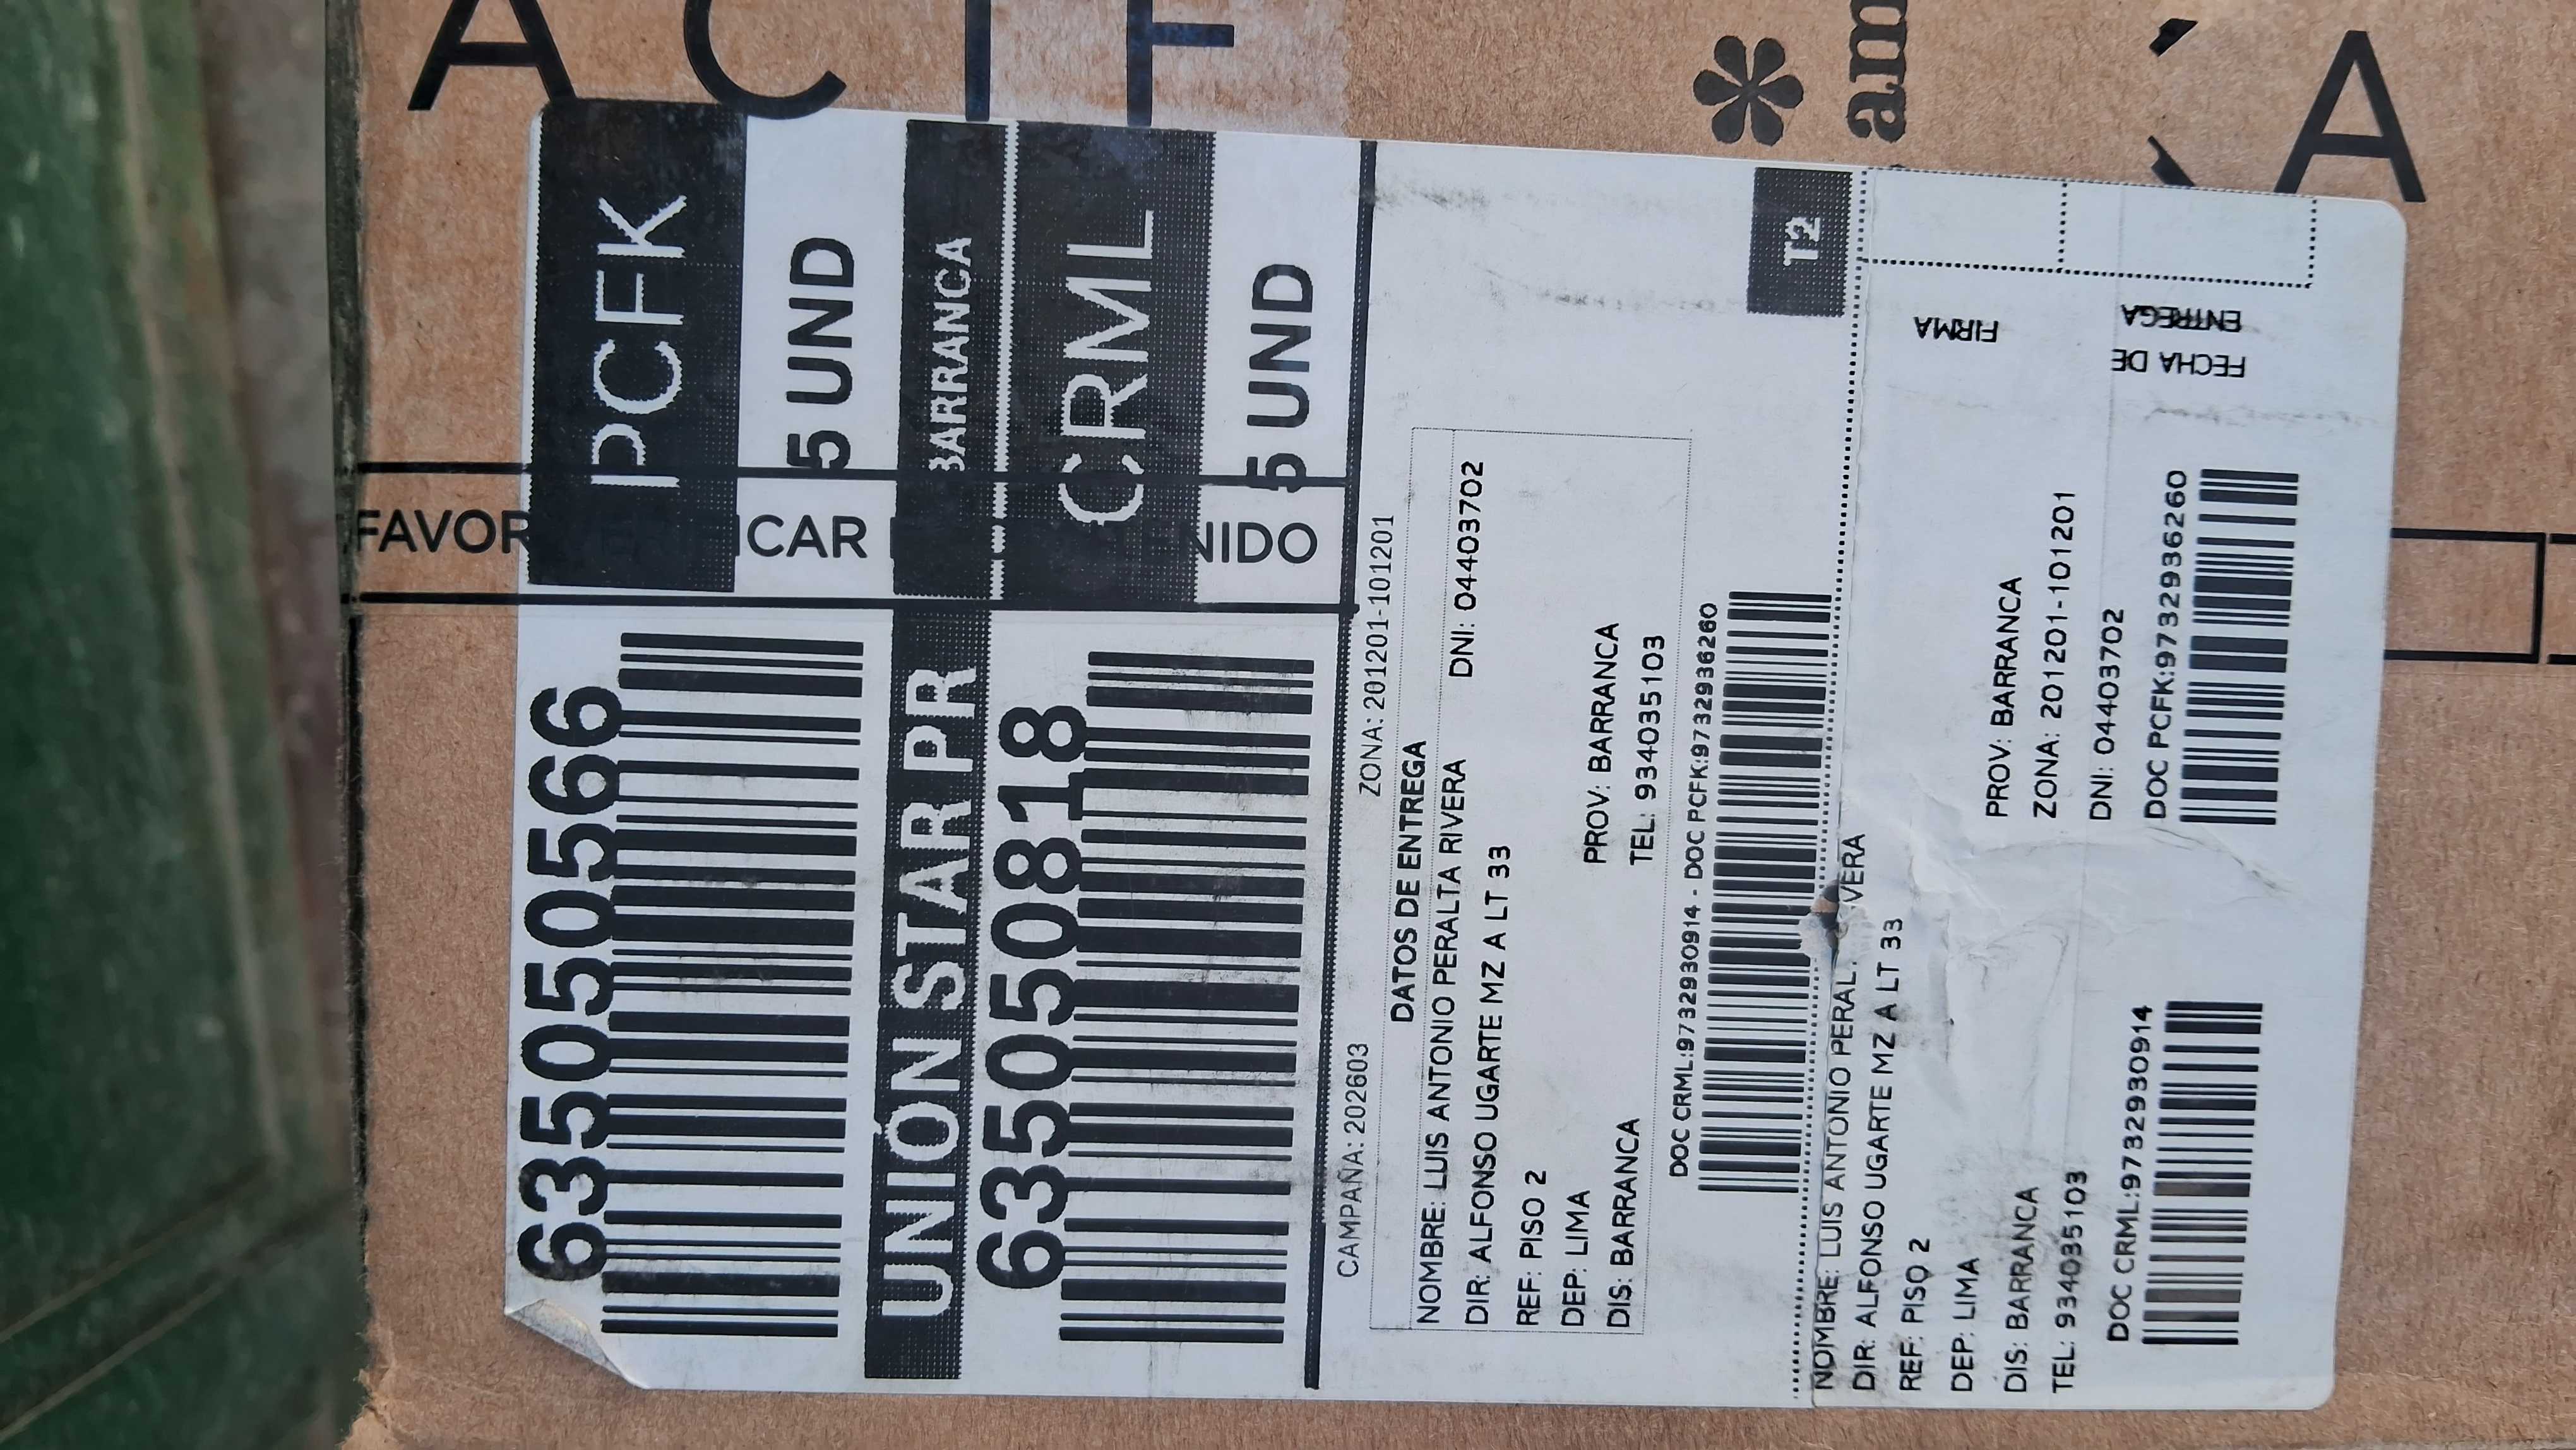 PCFK
5 UND
63505056
BARRANCA
UNIÓN STAR PR
CRML
5 UND
63505081
FAVOR
ICAR
NIDO
CAMPAÑA: 202603 ZONA: 201201-101201
DATOS DE ENTREGA
NOMBRE: LUIS ANTONIO PERALTA RIVERA DNI: 04403702
DIR: ALFONSO UGARTE MZ A LT 33
REF: PISO 2
DEP: LIMA PROV: BARRANCA
DIS: BARRANCA TEL: 934035103
DOC CRML:9732930914 - DOC PCFK:9732936260
T2
NOMBRE: LUIS ANTONIO PERAL VERA
DIR: ALFONSO UGARTE MZ A LT 33
REF: PISO 2
DEP: LIMA PROV: BARRANCA
DIS: BARRANCA ZONA: 201201-101201
TEL: 934035103 DNI: 04403702
DOC CRML:9732930914 DOC PCFK:9732936260
FIRMA
FECHA DE
ENTREGA
am
A